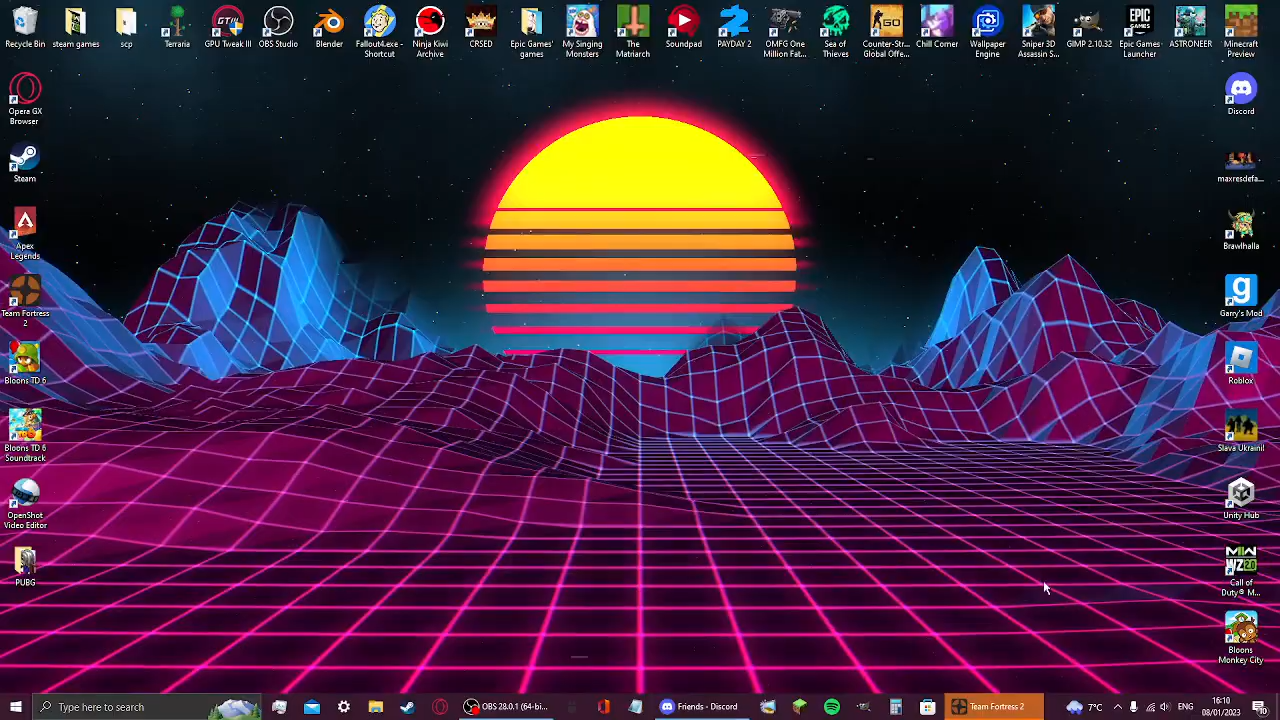 Recycle Bin
steam games
scp
Terraria
GPU Tweak III
OBS Studio
Blender
Fallout4.exe -
Shortcut
Ninja Kiwi
Archive
CRSED
Epic Games'
games
My Singing
Monsters
The
Matriarch
Soundpad
PAYDAY 2
OMFG One
Million Fat...
Sea of
Thieves
Counter-Str...
Global Offe...
Chill Corner
Wallpaper
Engine
Sniper 3D
Assassin S...
GIMP 2.10.32
EPIC
GAMES
Epic Games
Launcher
ASTRONEER
Minecraft
Preview
Opera GX
Browser
Steam
Apex
Legends
Team Fortress
2
Bloons TD 6
Bloons TD 6
Soundtrack
OpenShot
Video Editor
PUBG
Discord
maxresdefa...
Brawlhalla
Garry's Mod
Roblox
Slava Ukraini!
Unity Hub
MW
WZ 2.0
Call of
Duty® M...
Bloons
Monkey City
Type here to search
OBS 28.0.1 (64-bi...
Friends - Discord
Team Fortress 2
7°C
ENG
16:10
08/01/2023